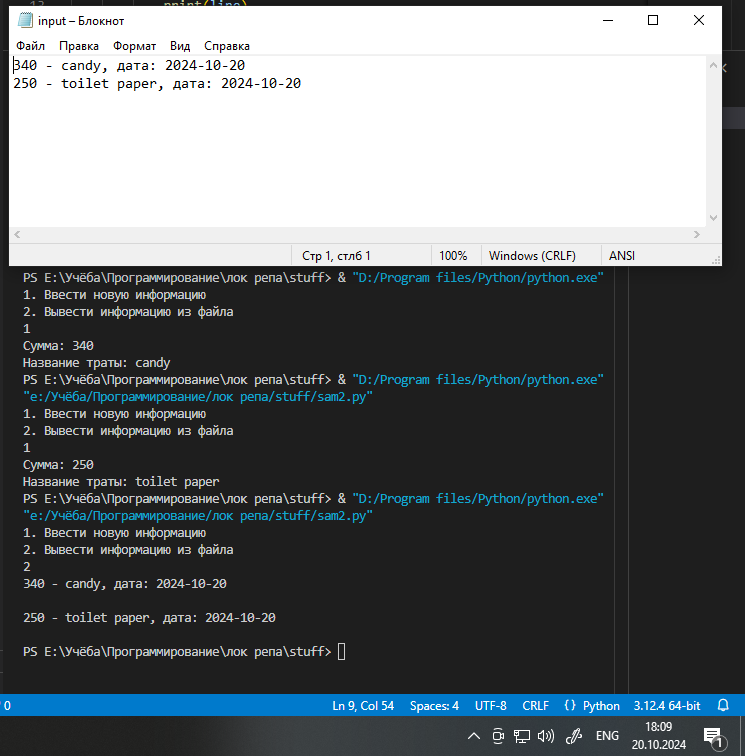 print(line)
input – Блокнот
Файл Правка Формат Вид Справка
340 - candy, дата: 2024-10-20
250 - toilet paper, дата: 2024-10-20
Стр 1, стлб 1 100% Windows (CRLF) ANSI
PS E:\Учёба\Программирование\лок репа\stuff> & "D:/Program files/Python/python.exe"
1. Ввести новую информацию
2. Вывести информацию из файла
1
Сумма: 340
Название траты: candy
PS E:\Учёба\Программирование\лок репа\stuff> & "D:/Program files/Python/python.exe"
"e:/Учёба/Программирование/лок репа/stuff/sam2.py"
1. Ввести новую информацию
2. Вывести информацию из файла
1
Сумма: 250
Название траты: toilet paper
PS E:\Учёба\Программирование\лок репа\stuff> & "D:/Program files/Python/python.exe"
"e:/Учёба/Программирование/лок репа/stuff/sam2.py"
1. Ввести новую информацию
2. Вывести информацию из файла
2
340 - candy, дата: 2024-10-20
250 - toilet paper, дата: 2024-10-20
PS E:\Учёба\Программирование\лок репа\stuff>
0 Ln 9, Col 54 Spaces: 4 UTF-8 CRLF {} Python 3.12.4 64-bit
ENG 18:09
20.10.2024 1